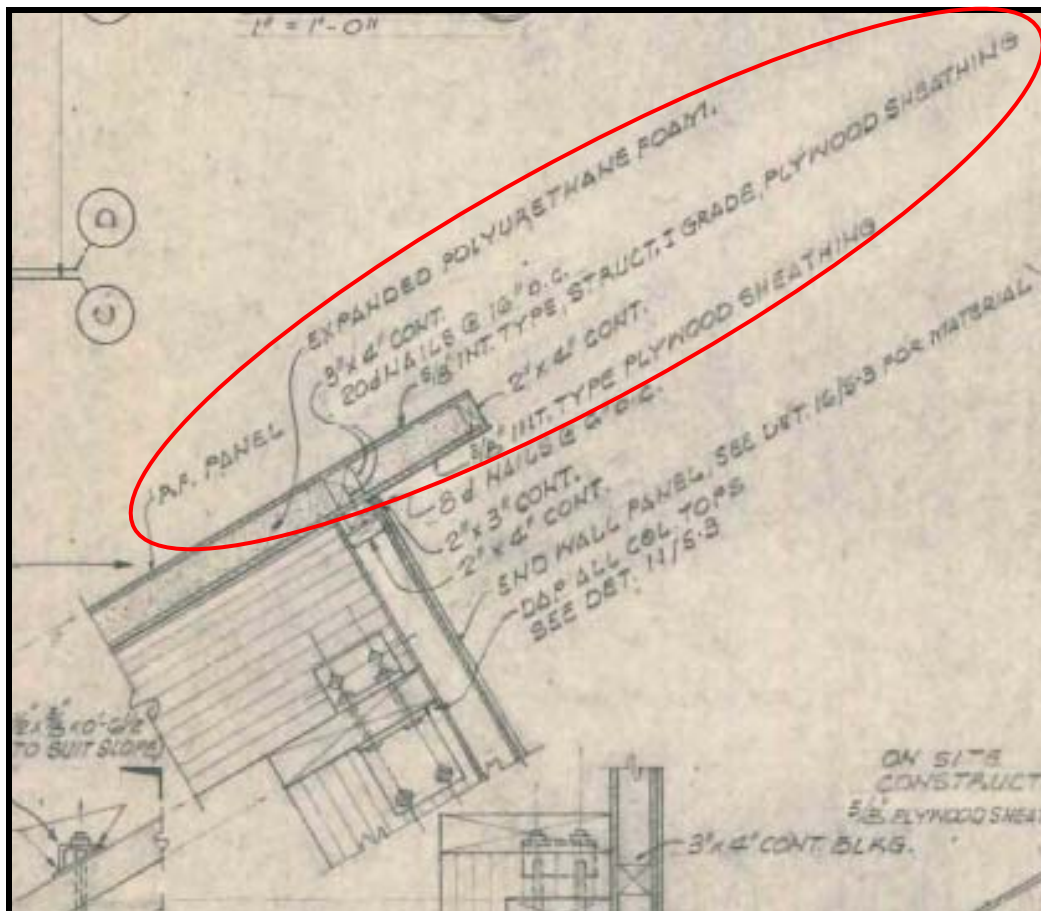 1" = 1'-0"
D
C
EXPANDED POLYURETHANE FOAM.
3"x 4" CONT.
20d NAILS @ 16" O.C.
5/8" INT. TYPE, STRUCT. I GRADE, PLYWOOD SHEATHING
2"x 4" CONT.
PLYWOOD SHEATHING
5/8" INT. TYPE
8d NAILS @ 6" O.C.
2"x 3" CONT.
2"x 4" CONT.
END WALL PANEL, SEE DET. 16/S-3 FOR MATERIAL
DAP ALL COL. TOPS
SEE DET. 11/S-3
PANEL
TO SUIT SLOPE)
ON SITE
CONSTRUCT
5/8" PLYWOOD SHEAT
3"x 4" CONT. BLKG.